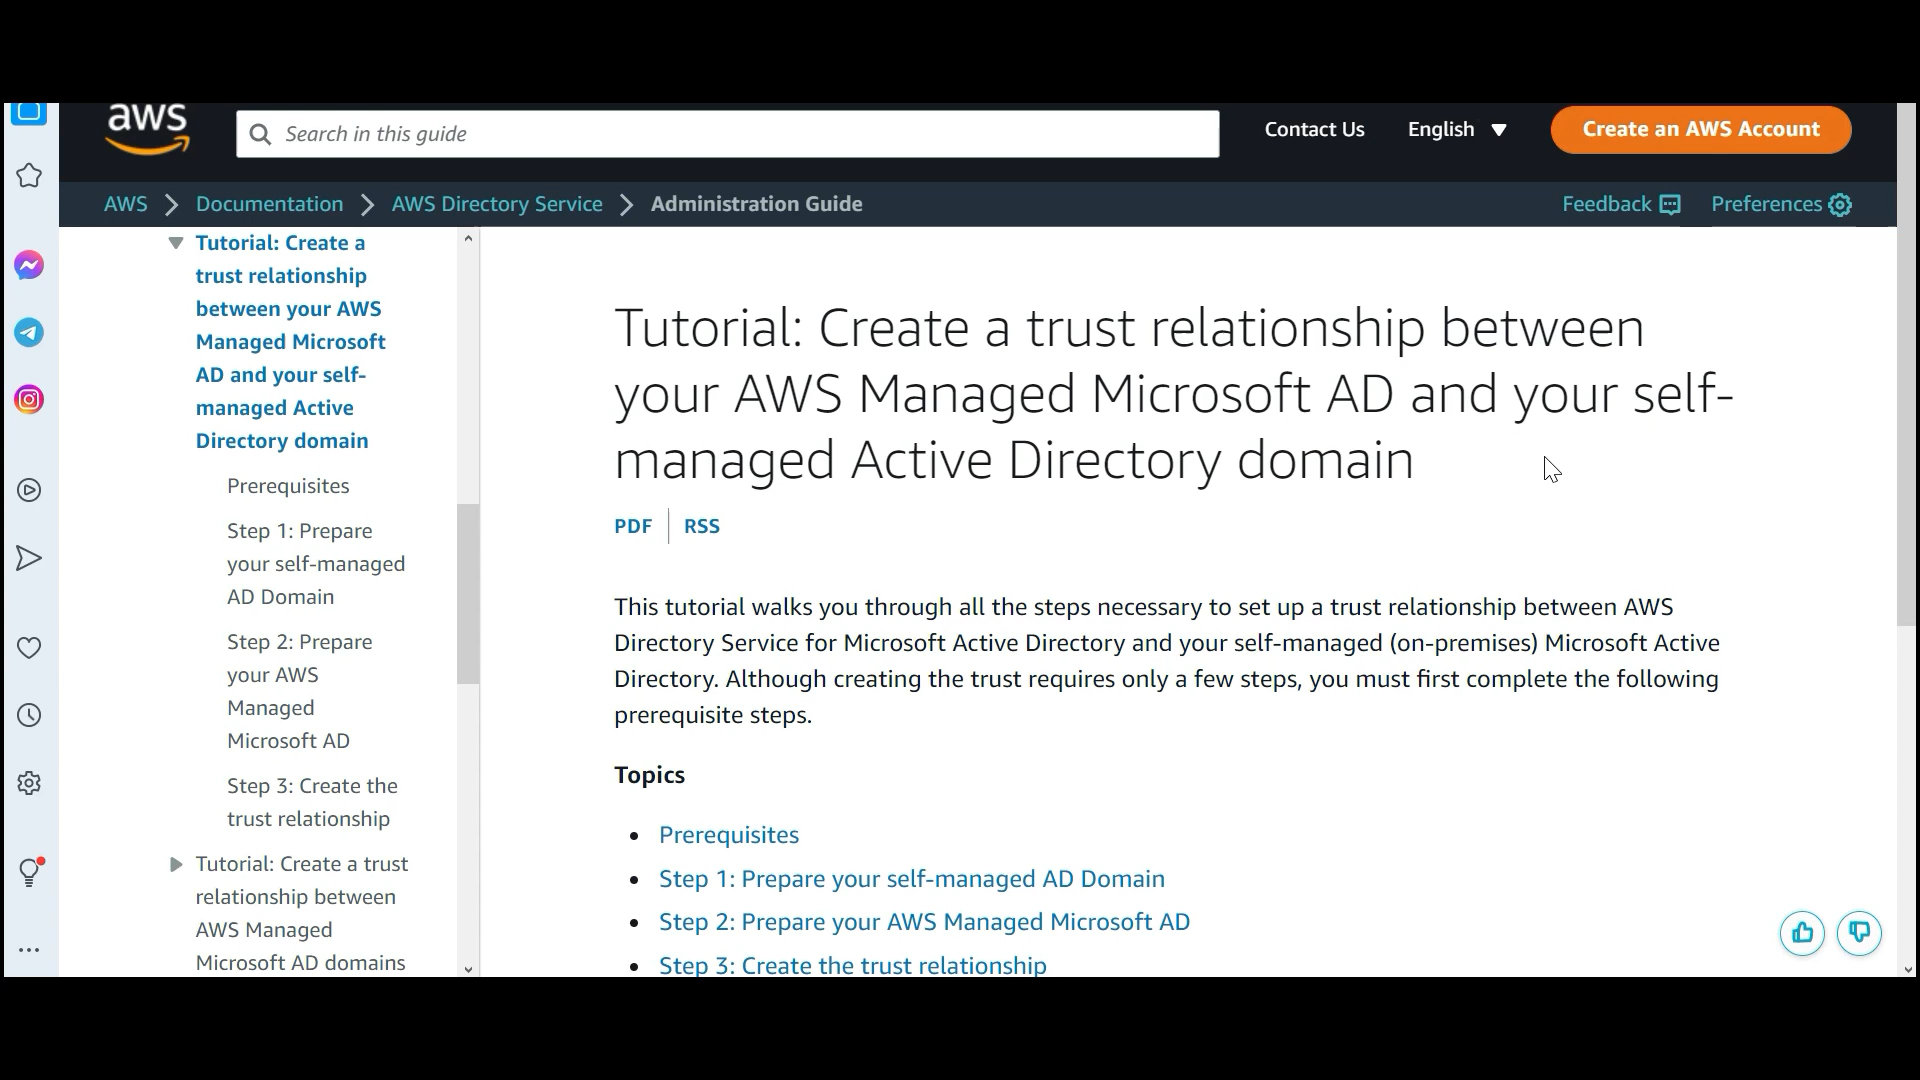 aws
Search in this guide
Contact Us
English
Create an AWS Account
AWS
Documentation
AWS Directory Service
Administration Guide
Feedback
Preferences
Tutorial: Create a
trust relationship
between your AWS
Managed Microsoft
AD and your self-
managed Active
Directory domain
Prerequisites
Step 1: Prepare
your self-managed
AD Domain
Step 2: Prepare
your AWS
Managed
Microsoft AD
Step 3: Create the
trust relationship
Tutorial: Create a trust
relationship between
AWS Managed
Microsoft AD domains
Tutorial: Create a trust relationship between
your AWS Managed Microsoft AD and your self-
managed Active Directory domain
PDF
RSS
This tutorial walks you through all the steps necessary to set up a trust relationship between AWS
Directory Service for Microsoft Active Directory and your self-managed (on-premises) Microsoft Active
Directory. Although creating the trust requires only a few steps, you must first complete the following
prerequisite steps.
Topics
Prerequisites
Step 1: Prepare your self-managed AD Domain
Step 2: Prepare your AWS Managed Microsoft AD
Step 3: Create the trust relationship